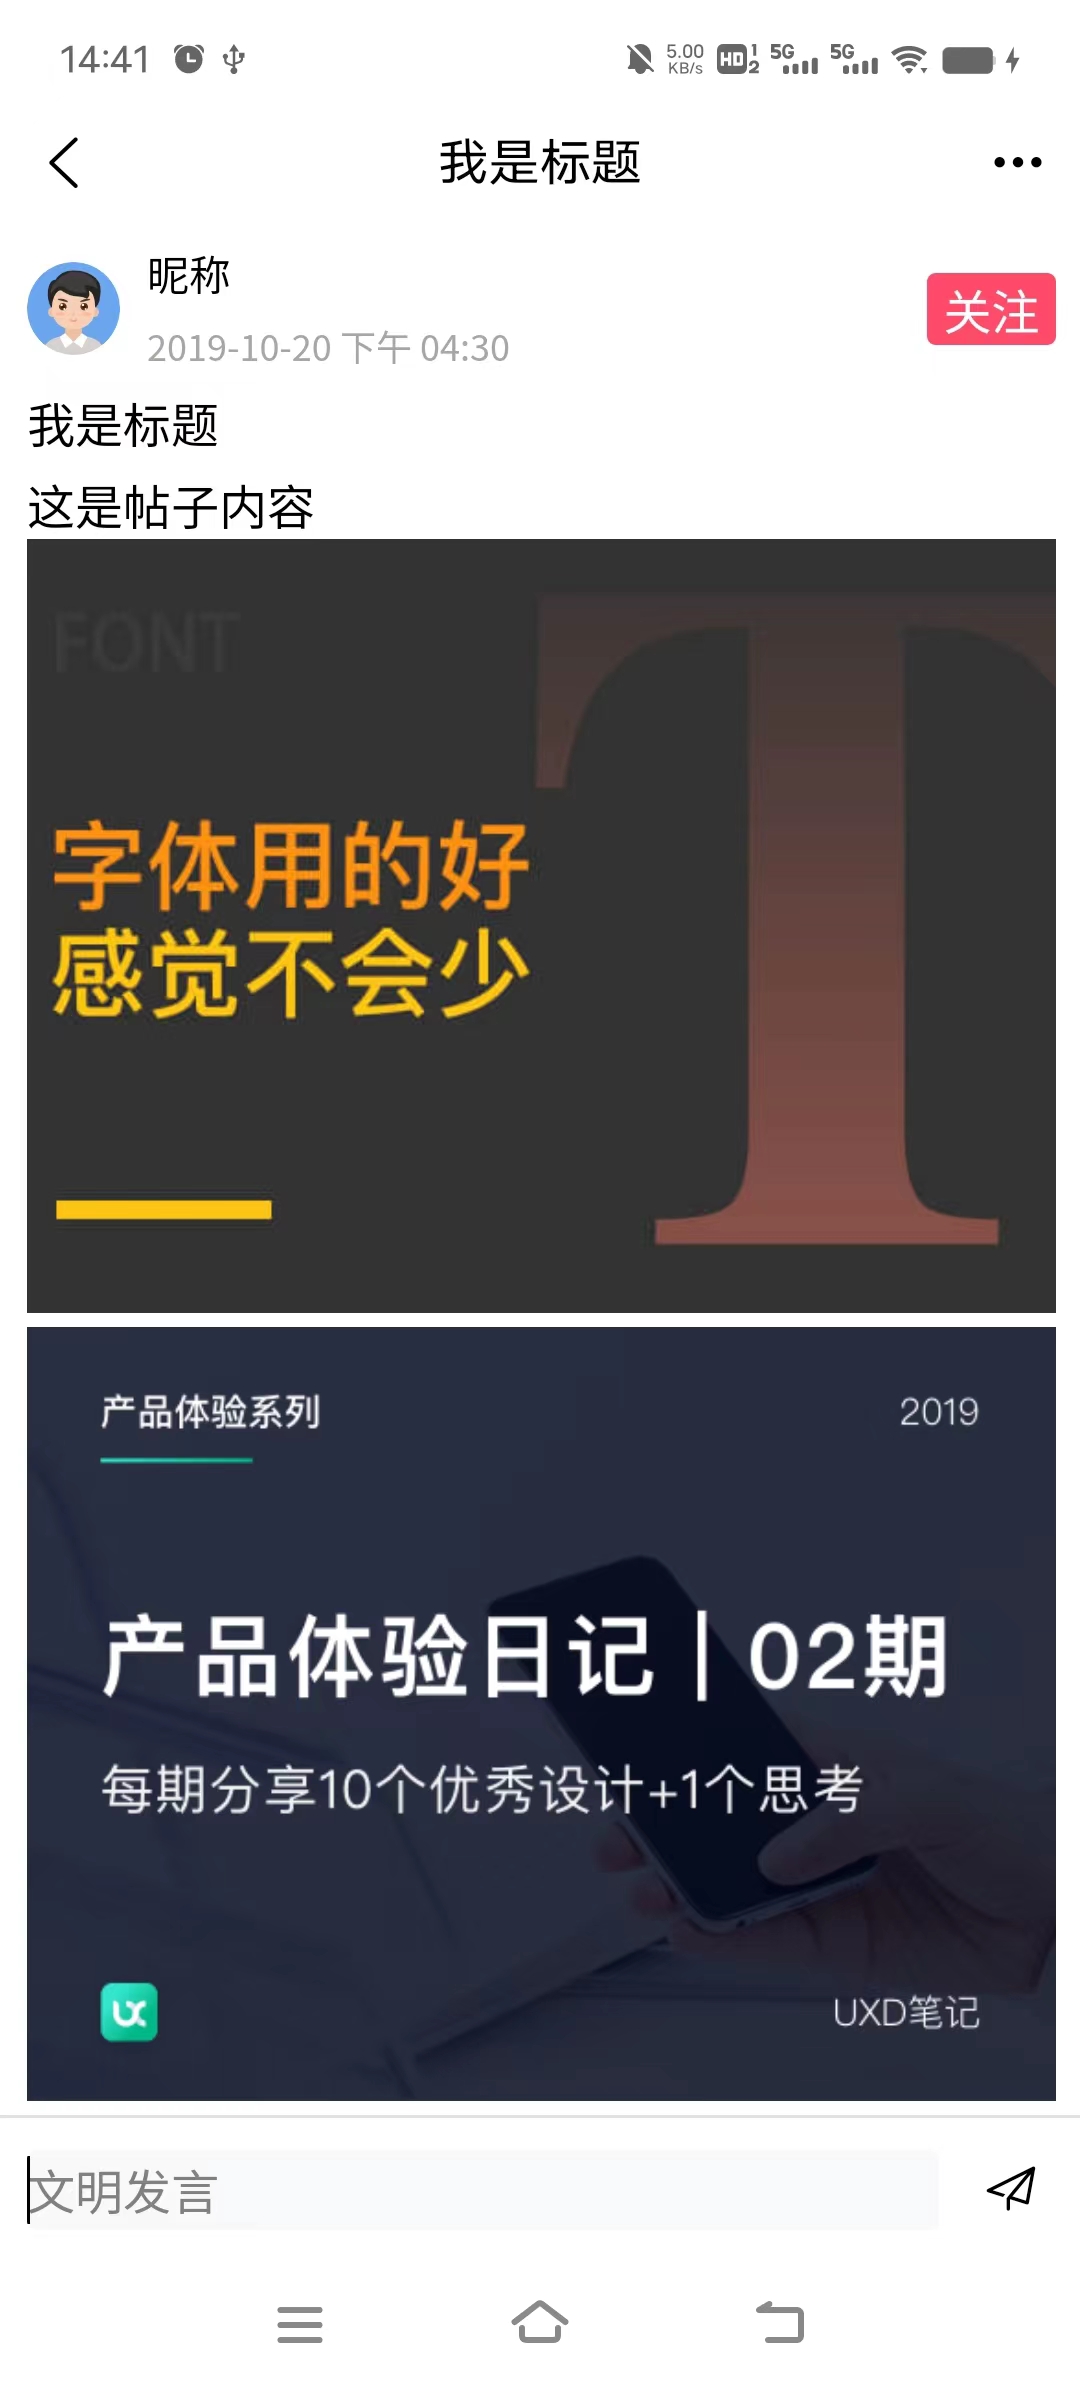 14:41
5.00 KB/s HD 1 2 5G 5G
我是标题
昵称
关注
2019-10-20 下午 04:30
我是标题
这是帖子内容
FONT
T
字体用的好
感觉不会少
产品体验系列
2019
产品体验日记 | 02期
每期分享10个优秀设计+1个思考
UX
UXD笔记
文明发言